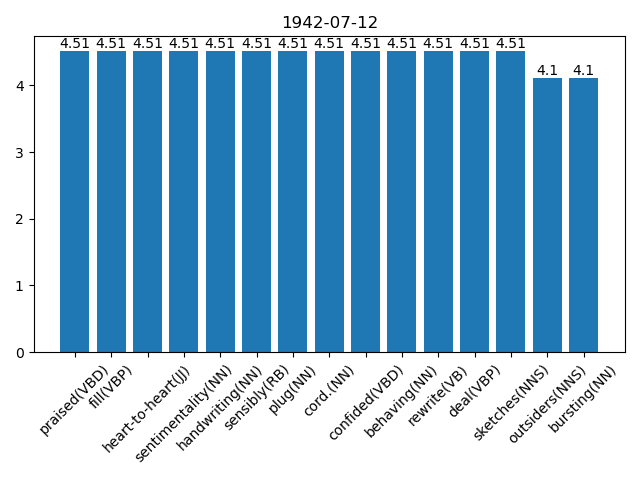 1942-07-12
4.51 4.51 4.51 4.51 4.51 4.51 4.51 4.51 4.51 4.51 4.51 4.51 4.51 4.1 4.1
4
3
2
1
0
praised(VBD)
fill(VBP)
heart-to-heart(JJ)
sentimentality(NN)
handwriting(NN)
sensibly(RB)
plug(NN)
cord.(NN)
confided(VBD)
behaving(NN)
rewrite(VB)
deal(VBP)
sketches(NNS)
outsiders(NNS)
bursting(NN)